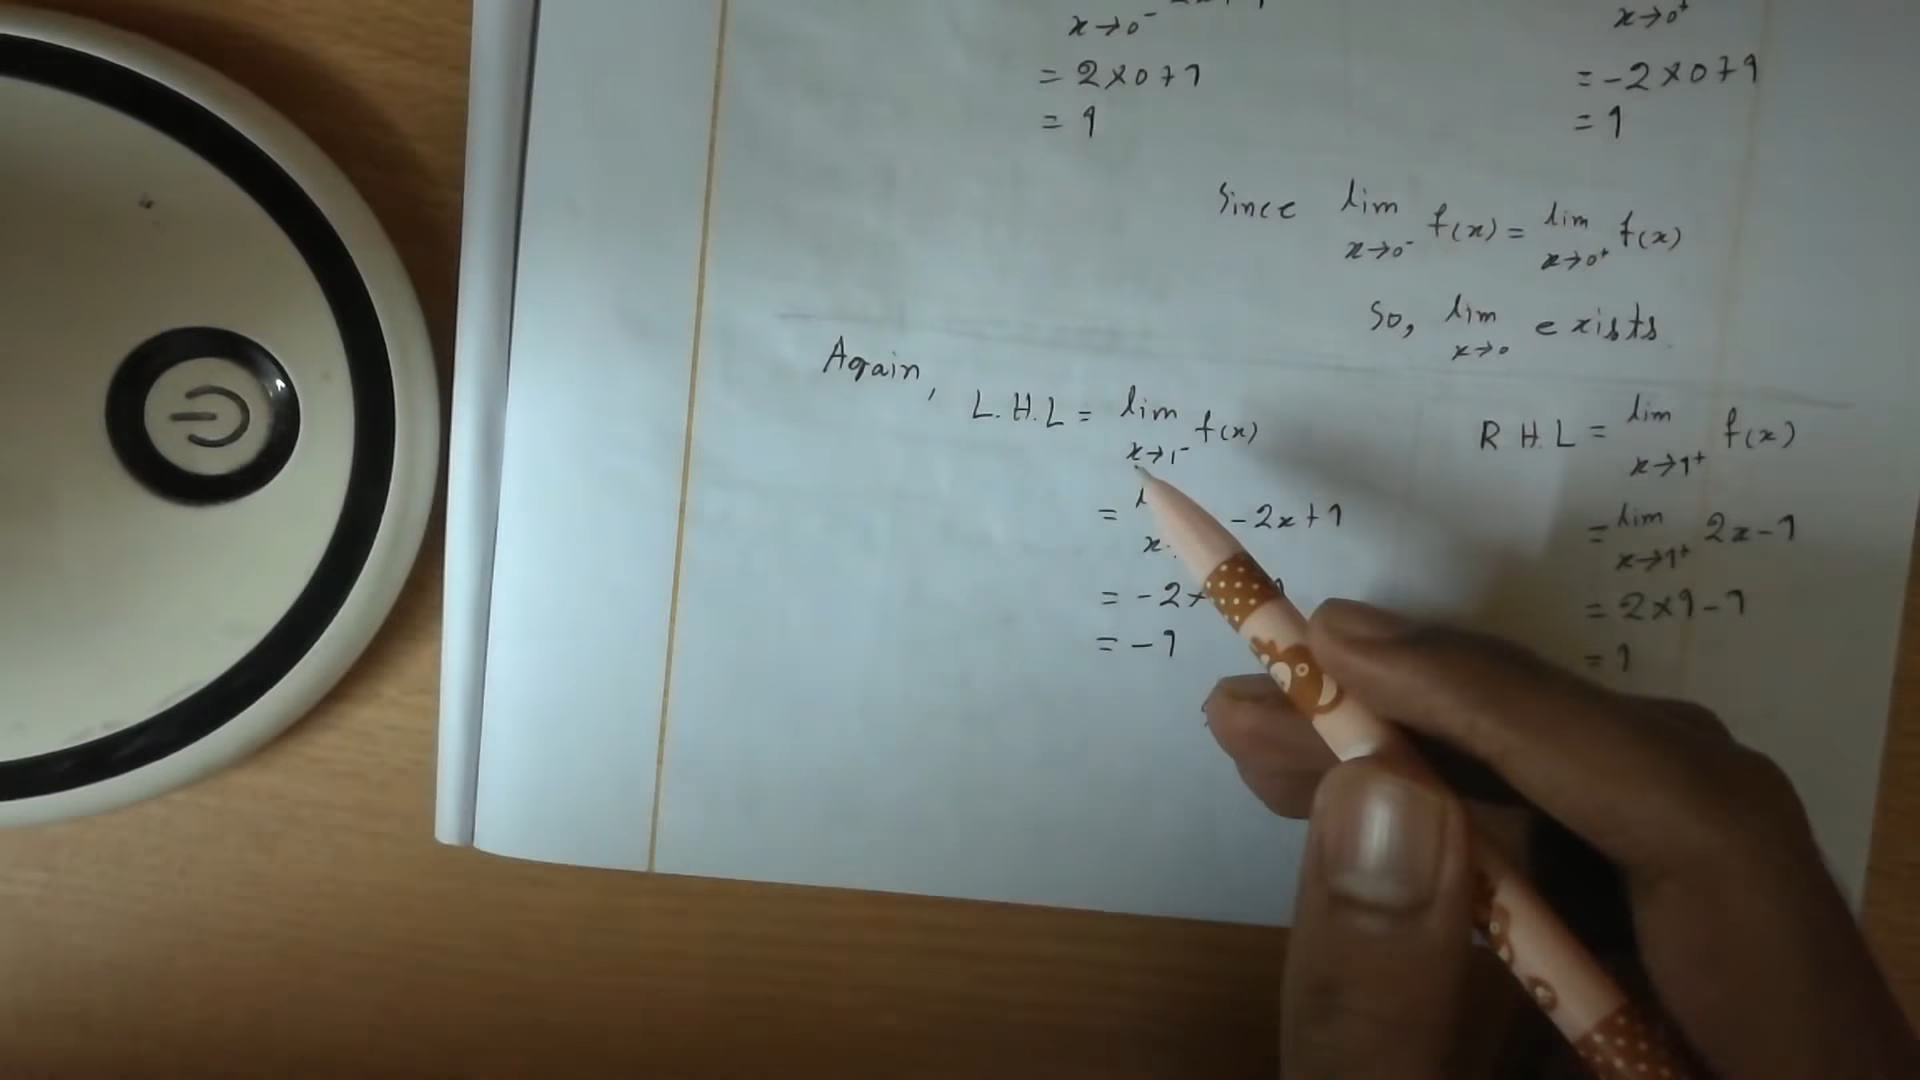 x→0⁻
= 2×0+1
= 1
x→0⁺
= -2×0+1
= 1
Since lim x→0⁻ f(x) = lim x→0⁺ f(x)
So, lim x→0 exists
Again, L.H.L = lim x→1⁻ f(x)
= -2x+1
= -2×
= -1
R H L = lim x→1⁺ f(x)
= lim x→1⁺ 2x-1
= 2×1-1
= 1